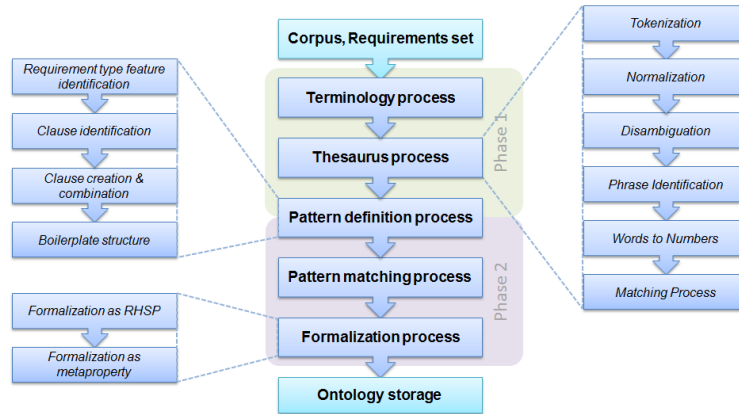 Corpus, Requirements set
Terminology process
Thesaurus process
Pattern definition process
Pattern matching process
Formalization process
Ontology storage
Phase 1
Phase 2
Requirement type feature
identification
Clause identification
Clause creation &
combination
Boilerplate structure
Formalization as RHSP
Formalization as
metaproperty
Tokenization
Normalization
Disambiguation
Phrase Identification
Words to Numbers
Matching Process